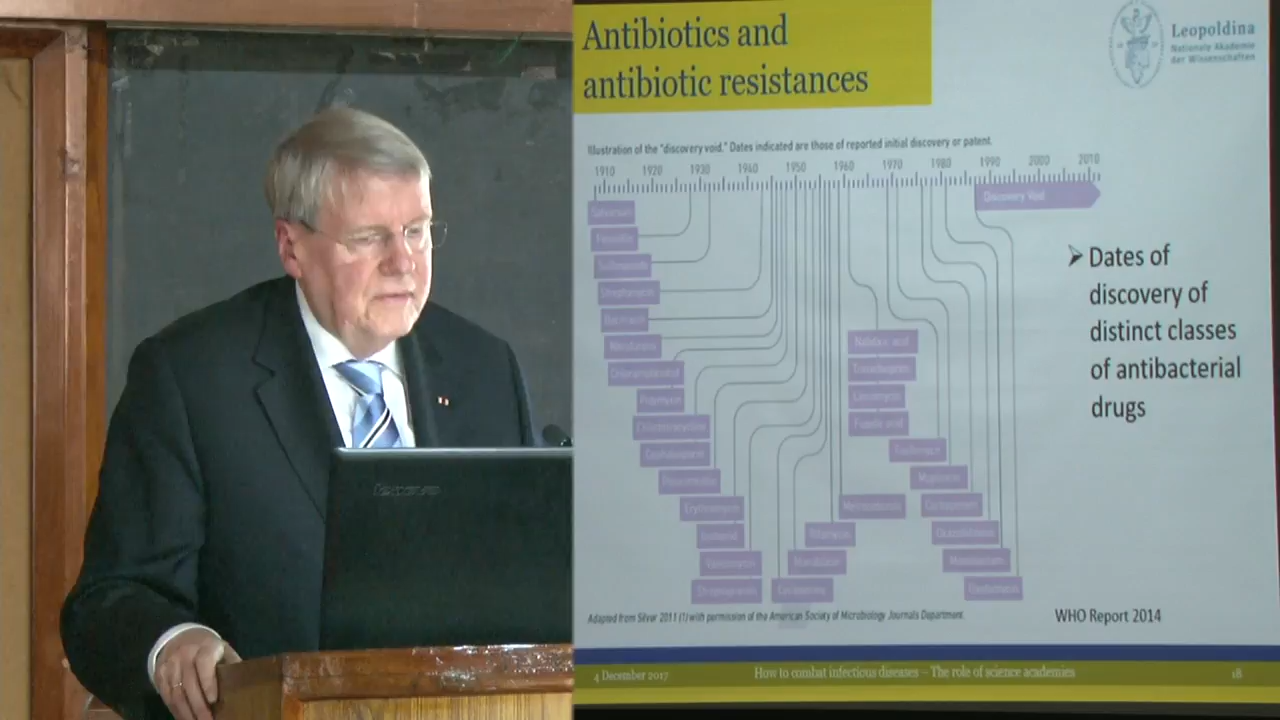 Antibiotics and
antibiotic resistances
Leopoldina
Nationale Akademie
der Wissenschaften
Illustration of the "discovery void." Dates indicated are those of reported initial discovery or patent
1910 1920 1930 1940 1950 1960 1970 1980 1990 2000 2010
Discovery Void
Salvarsan
Penicillin
Sulfonamide
Streptomycin
Bacitracin
Nitrofurans
Chloramphenicol
Polymyxin
Chlortetracycline
Cephalosporin
Pleuromutilin
Erythromycin
Isoniazid
Vancomycin
Streptogramin
Cycloserine
Novobiocin
Rifamycin
Metronidazole
Nalidixic acid
Trimethoprim
Lincomycin
Fusidic acid
Fosfomycin
Mupirocin
Carbapenem
Oxazolidinone
Monobactam
Daptomycin
➢ Dates of
discovery of
distinct classes
of antibacterial
drugs
Adapted from Silver 2011 (1) with permission of the American Society of Microbiology Journals Department.
WHO Report 2014
4 December 2017
How to combat infectious diseases – The role of science academies
18
lenovo